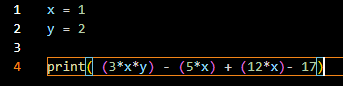 1 x = 1
2 y = 2
3
4 print( (3*x*y) - (5*x) + (12*x)- 17)